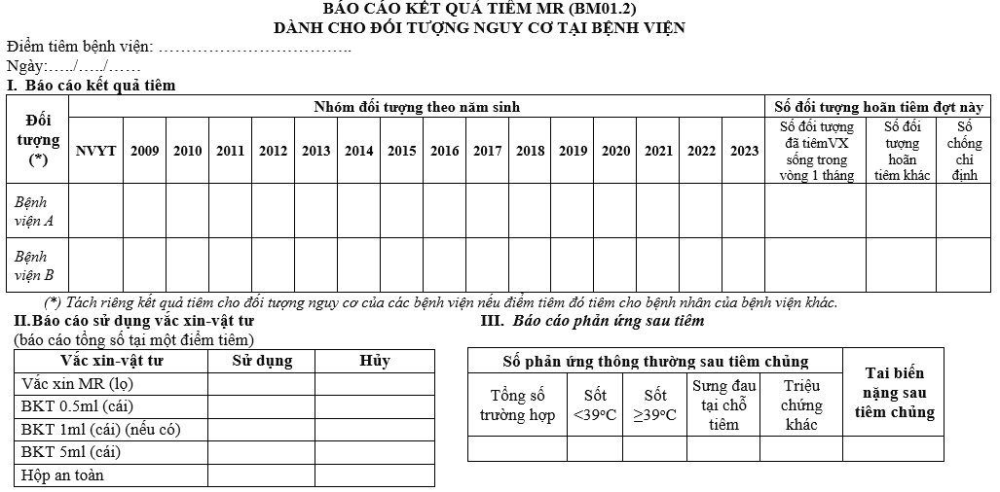 BÁO CÁO KẾT QUẢ TIÊM MR (BM01.2)
DÀNH CHO ĐỐI TƯỢNG NGUY CƠ TẠI BỆNH VIỆN
Điểm tiêm bệnh viện: ……………………………..
Ngày:…../…../……
I. Báo cáo kết quả tiêm
Đối tượng (*)
Nhóm đối tượng theo năm sinh
Số đối tượng hoãn tiêm đợt này
NVYT 2009 2010 2011 2012 2013 2014 2015 2016 2017 2018 2019 2020 2021 2022 2023
Số đối tượng
đã tiêmVX
sống trong
vòng 1 tháng
Số đối
tượng
hoãn
tiêm khác
Số
chống
chỉ
định
Bệnh
viện A
Bệnh
viện B
(*) Tách riêng kết quả tiêm cho đối tượng nguy cơ của các bệnh viện nếu điểm tiêm đó tiêm cho bệnh nhân của bệnh viện khác.
II.Báo cáo sử dụng vắc xin-vật tư
(báo cáo tổng số tại một điểm tiêm)
Vắc xin-vật tư Sử dụng Hủy
Vắc xin MR (lọ)
BKT 0.5ml (cái)
BKT 1ml (cái) (nếu có)
BKT 5ml (cái)
Hộp an toàn
III. Báo cáo phản ứng sau tiêm
Số phản ứng thông thường sau tiêm chủng
Tai biến
nặng sau
tiêm chủng
Tổng số
trường hợp
Sốt
<39°C
Sốt
≥39°C
Sưng đau
tại chỗ
tiêm
Triệu
chứng
khác